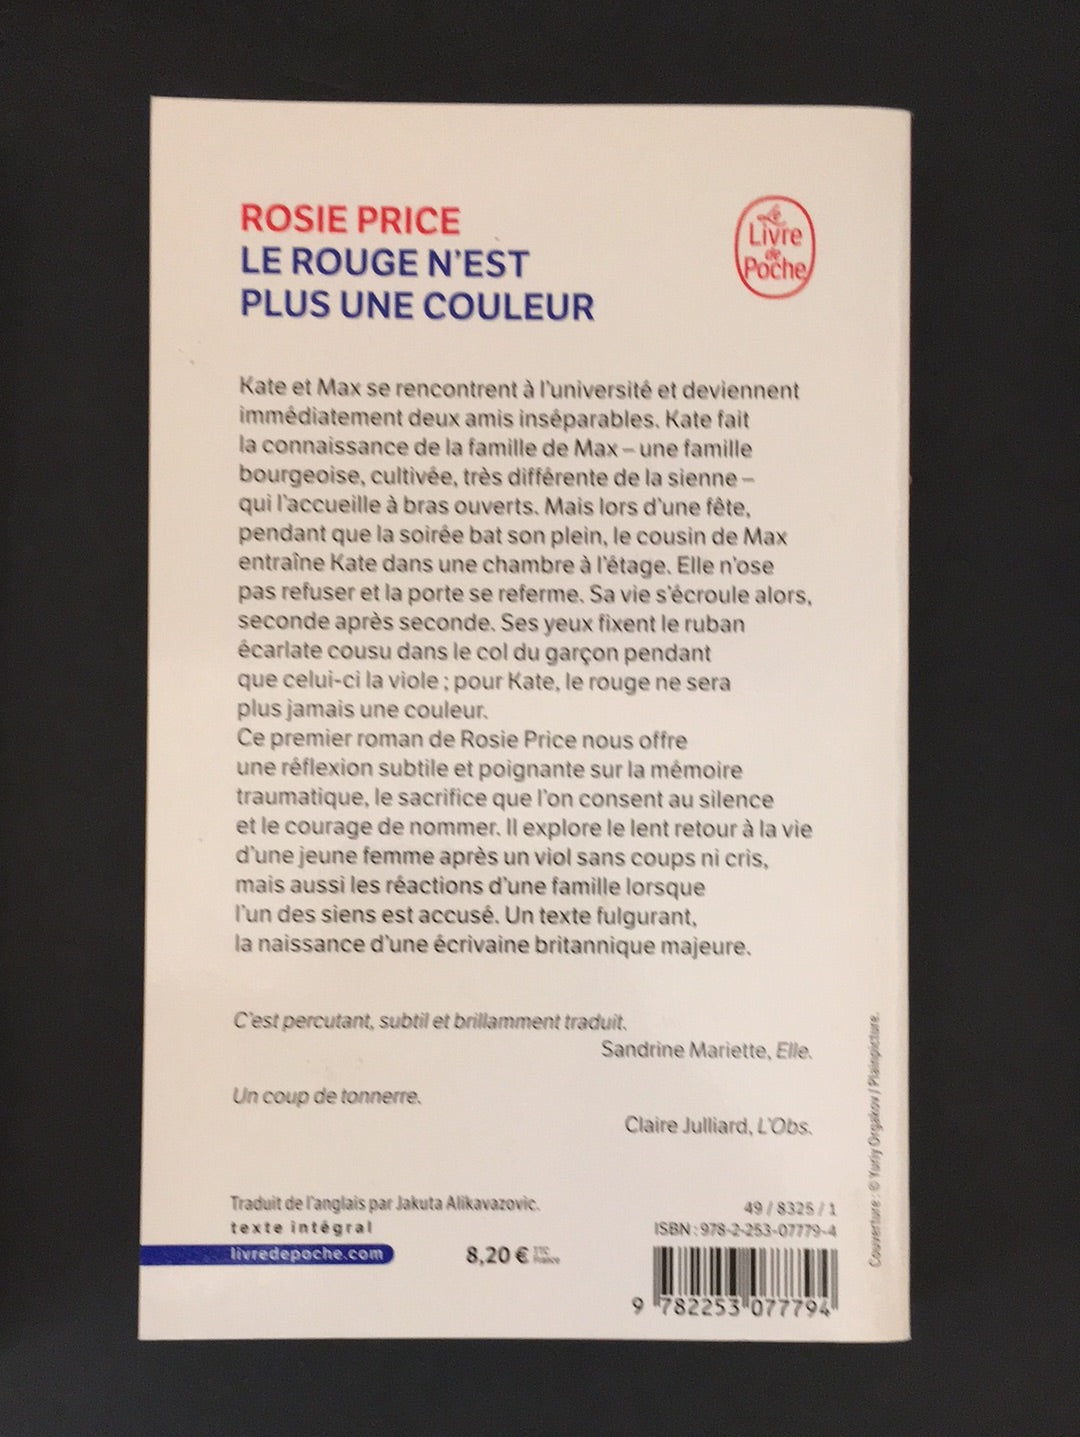 ROSIE PRICE
LE ROUGE N'EST
PLUS UNE COULEUR
Le
Livre
de
Poche
Kate et Max se rencontrent à l'université et deviennent
immédiatement deux amis inséparables. Kate fait
la connaissance de la famille de Max – une famille
bourgeoise, cultivée, très différente de la sienne –
qui l'accueille à bras ouverts. Mais lors d'une fête,
pendant que la soirée bat son plein, le cousin de Max
entraîne Kate dans une chambre à l'étage. Elle n'ose
pas refuser et la porte se referme. Sa vie s'écroule alors,
seconde après seconde. Ses yeux fixent le ruban
écarlate cousu dans le col du garçon pendant
que celui-ci la viole ; pour Kate, le rouge ne sera
plus jamais une couleur.
Ce premier roman de Rosie Price nous offre
une réflexion subtile et poignante sur la mémoire
traumatique, le sacrifice que l'on consent au silence
et le courage de nommer. Il explore le lent retour à la vie
d'une jeune femme après un viol sans coups ni cris,
mais aussi les réactions d'une famille lorsque
l'un des siens est accusé. Un texte fulgurant,
la naissance d'une écrivaine britannique majeure.
C'est percutant, subtil et brillamment traduit.
Sandrine Mariette, Elle.
Un coup de tonnerre.
Claire Julliard, L'Obs.
Traduit de l'anglais par Jakuta Alikavazovic.
texte intégral
livredepoche.com
8,20 € TTC France
49 / 8325 / 1
ISBN : 978-2-253-07779-4
9 782253 077794
Couverture : © Yuriy Orgakov / Plainpicture.